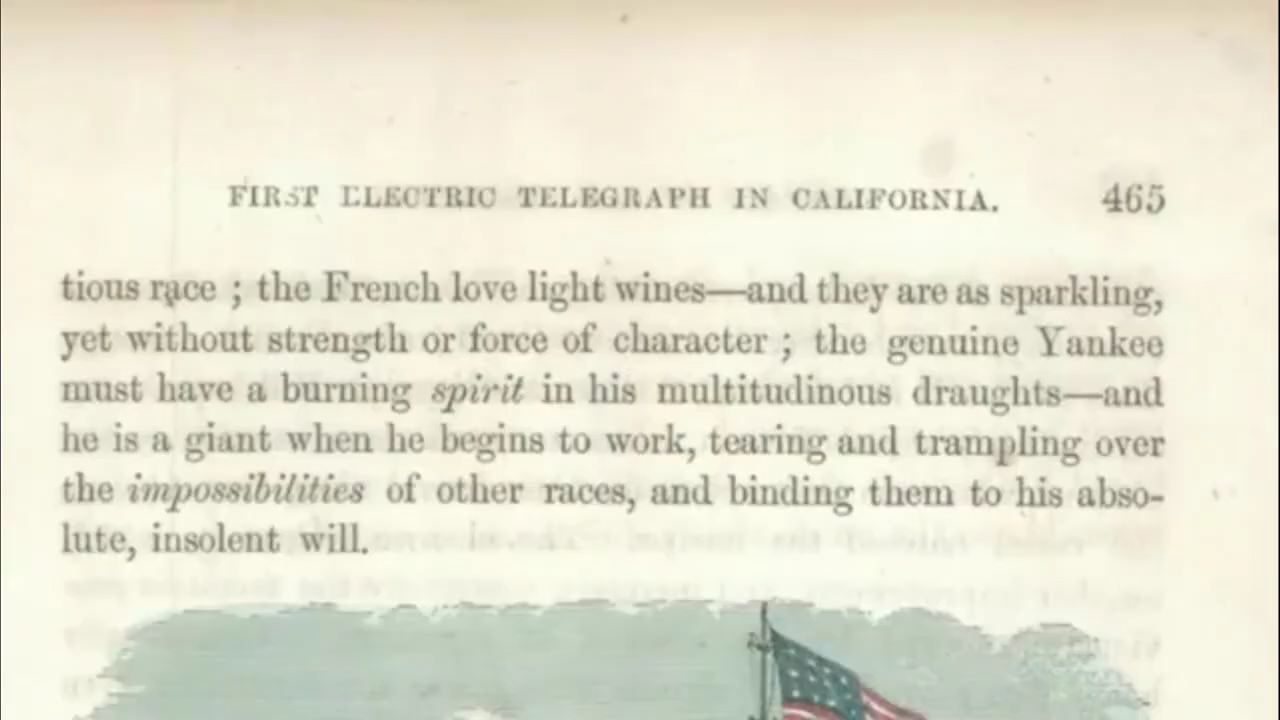 FIRST ELECTRIC TELEGRAPH IN CALIFORNIA. 465
tious race ; the French love light wines—and they are as sparkling,
yet without strength or force of character ; the genuine Yankee
must have a burning spirit in his multitudinous draughts—and
he is a giant when he begins to work, tearing and trampling over
the impossibilities of other races, and binding them to his abso-
lute, insolent will.